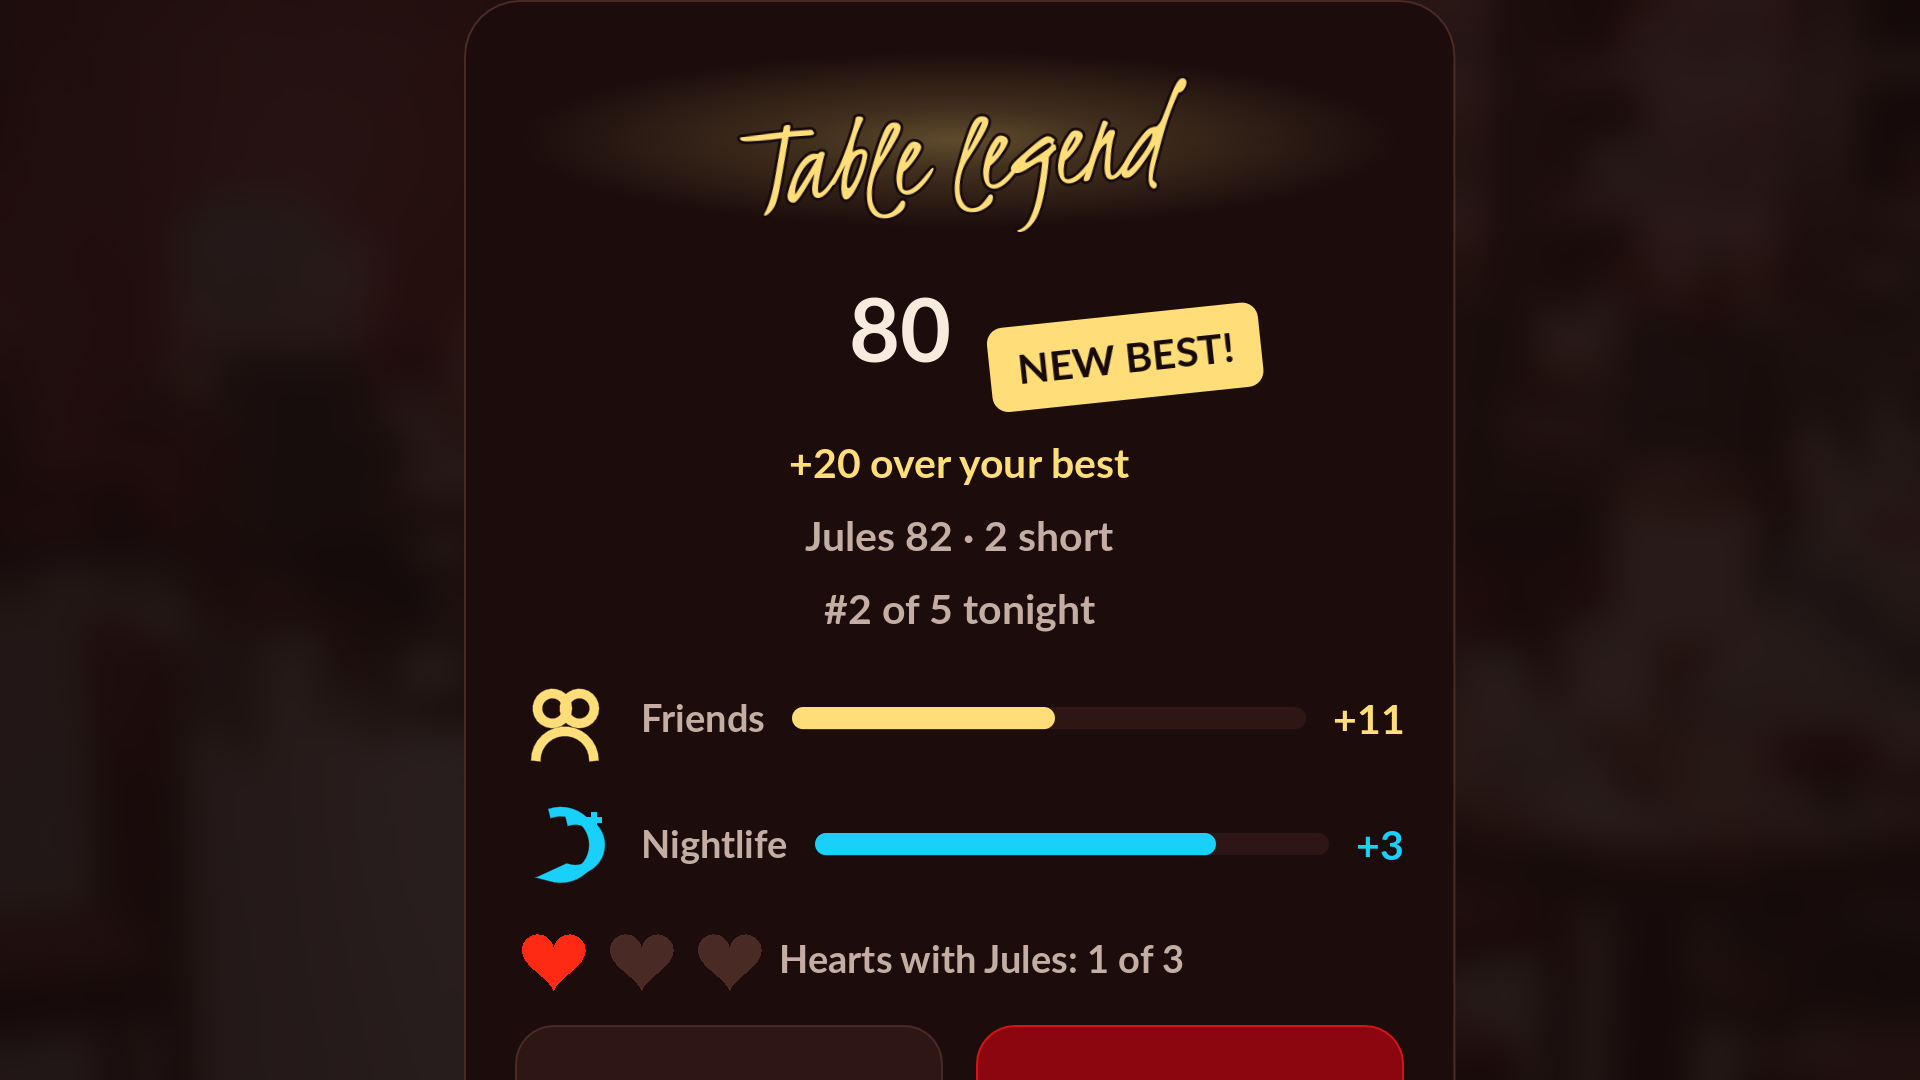 Table legend
80
NEW BEST!
+20 over your best
Jules 82 · 2 short
#2 of 5 tonight
Friends +11
Nightlife +3
Hearts with Jules: 1 of 3